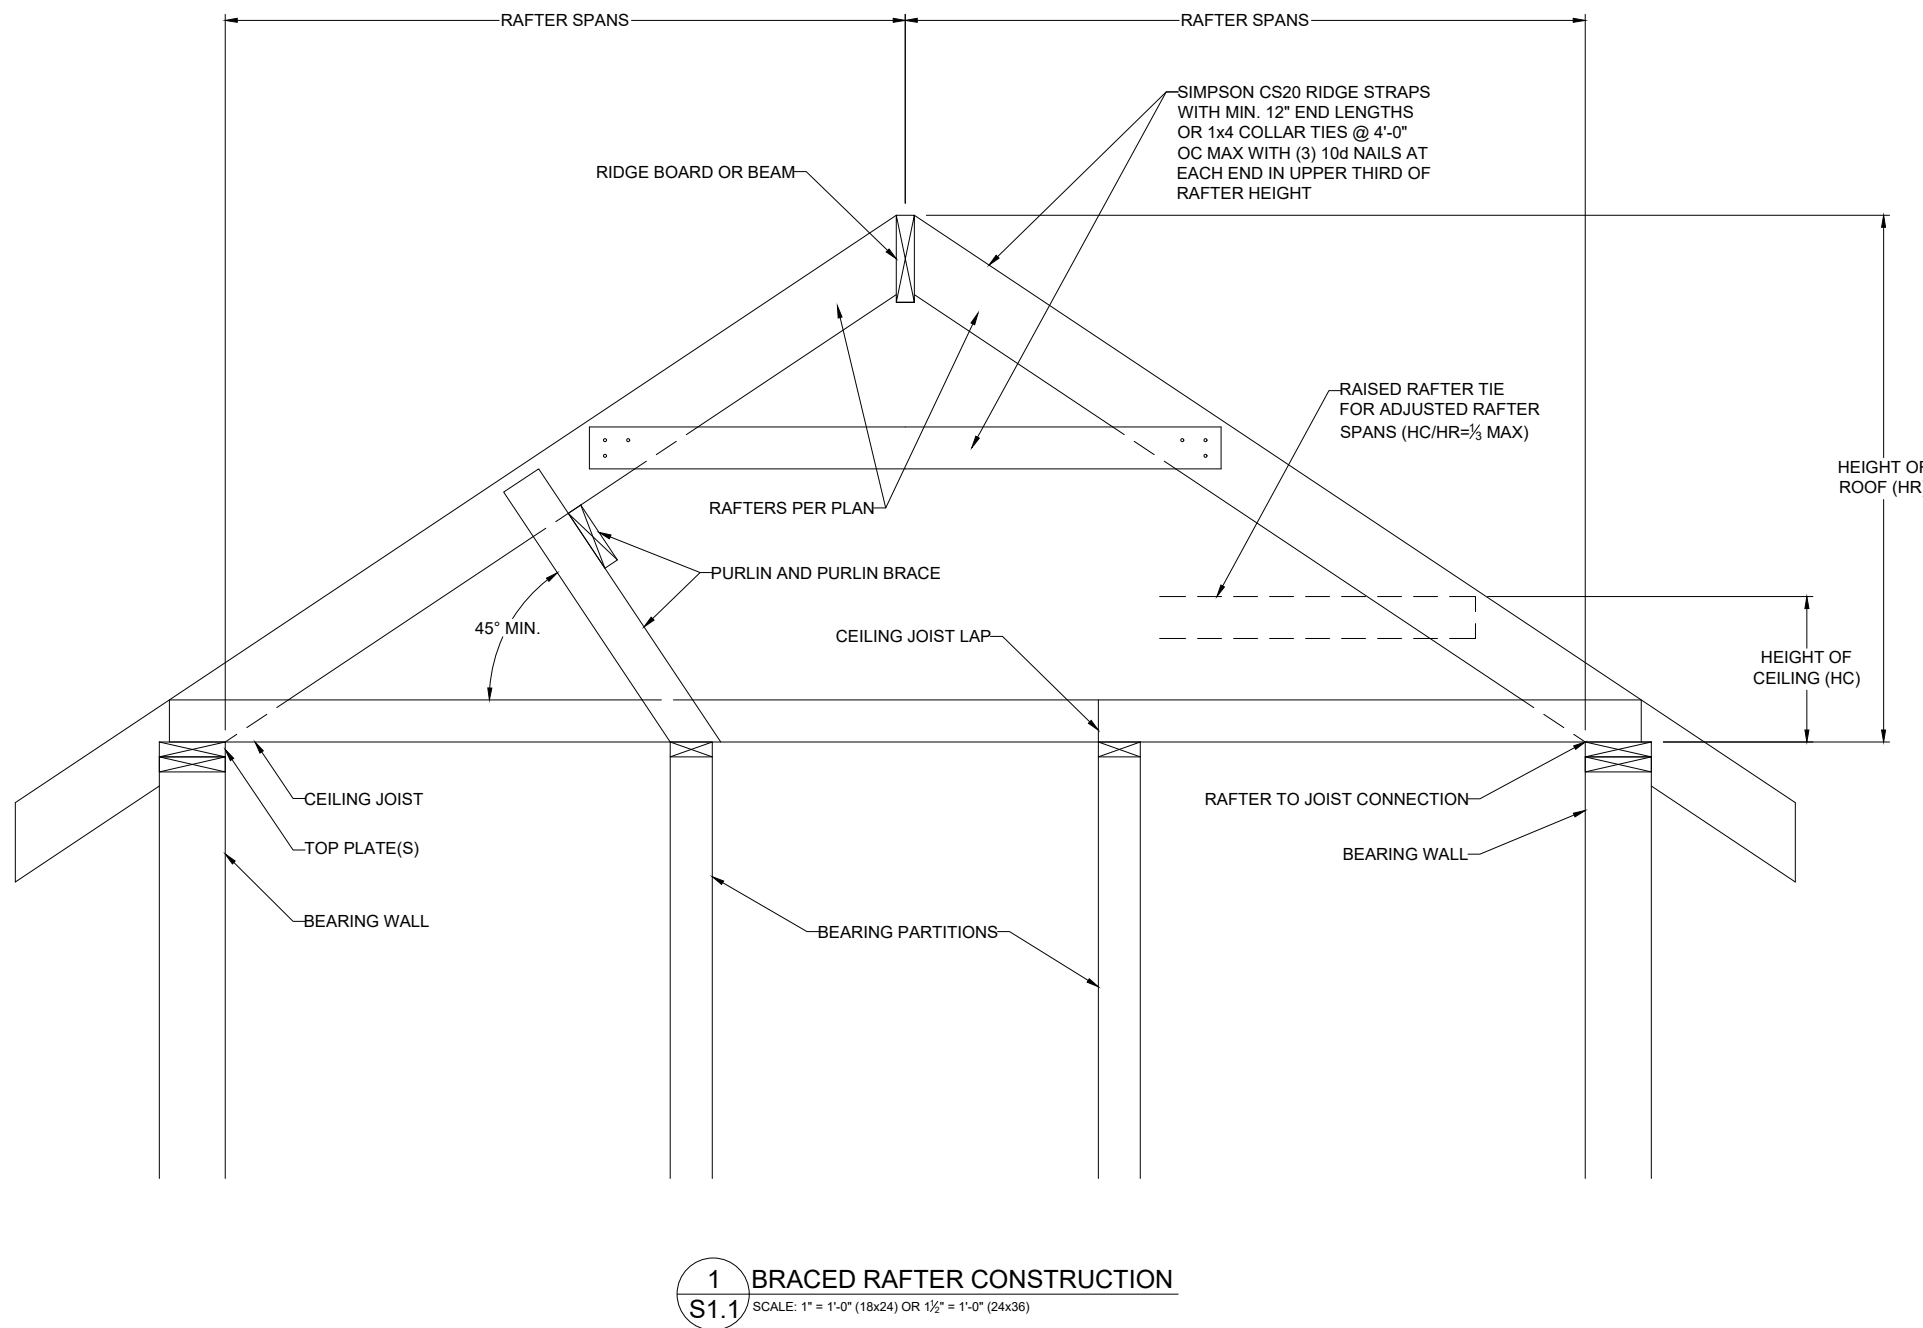 RAFTER SPANS
RAFTER SPANS
SIMPSON CS20 RIDGE STRAPS
WITH MIN. 12" END LENGTHS
OR 1x4 COLLAR TIES @ 4'-0"
OC MAX WITH (3) 10d NAILS AT
EACH END IN UPPER THIRD OF
RAFTER HEIGHT
RIDGE BOARD OR BEAM
RAISED RAFTER TIE
FOR ADJUSTED RAFTER
SPANS (HC/HR=⅓ MAX)
HEIGHT OF
ROOF (HR
RAFTERS PER PLAN
PURLIN AND PURLIN BRACE
45° MIN.
CEILING JOIST LAP
HEIGHT OF
CEILING (HC)
CEILING JOIST
RAFTER TO JOIST CONNECTION
TOP PLATE(S)
BEARING WALL
BEARING WALL
BEARING PARTITIONS
1
S1.1
BRACED RAFTER CONSTRUCTION
SCALE: 1" = 1'-0" (18x24) OR 1½" = 1'-0" (24x36)